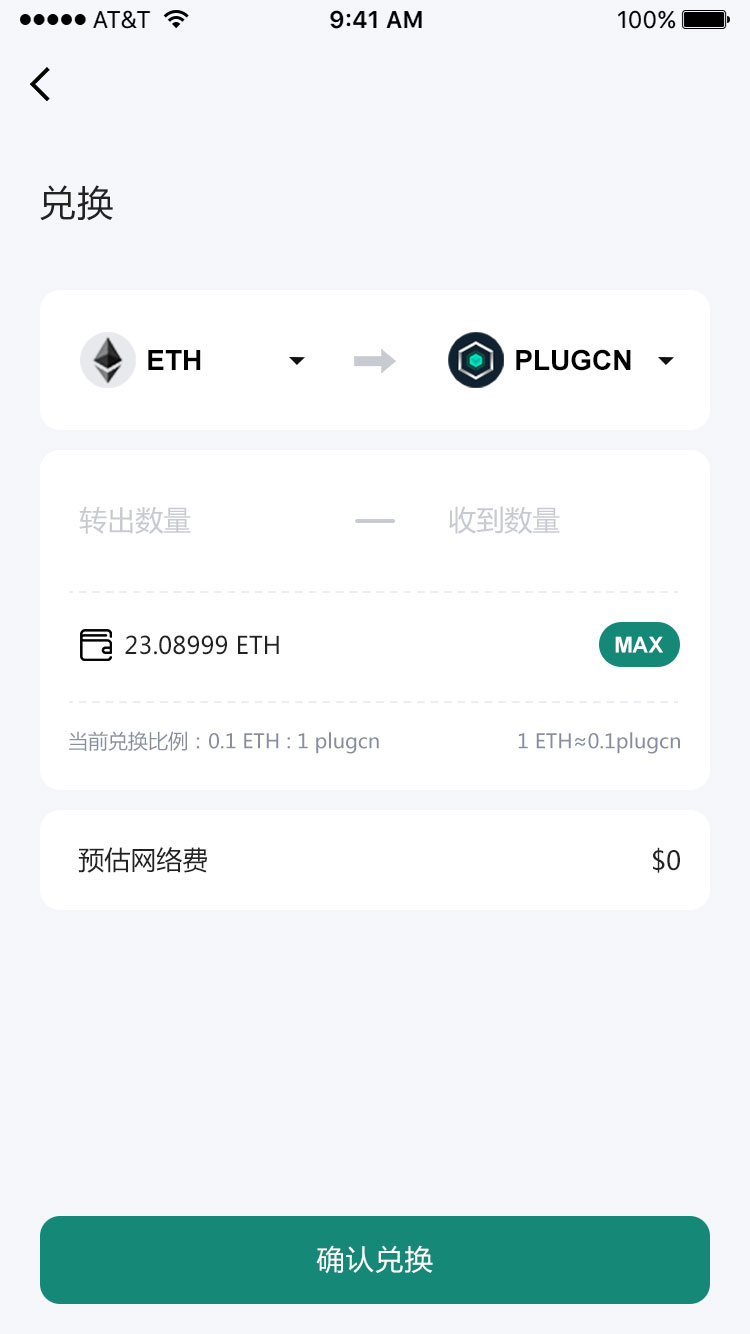 AT&T 9:41 AM 100%
兑换
ETH PLUGCN
转出数量 收到数量
23.08999 ETH MAX
当前兑换比例：0.1 ETH : 1 plugcn 1 ETH≈0.1plugcn
预估网络费 $0
确认兑换